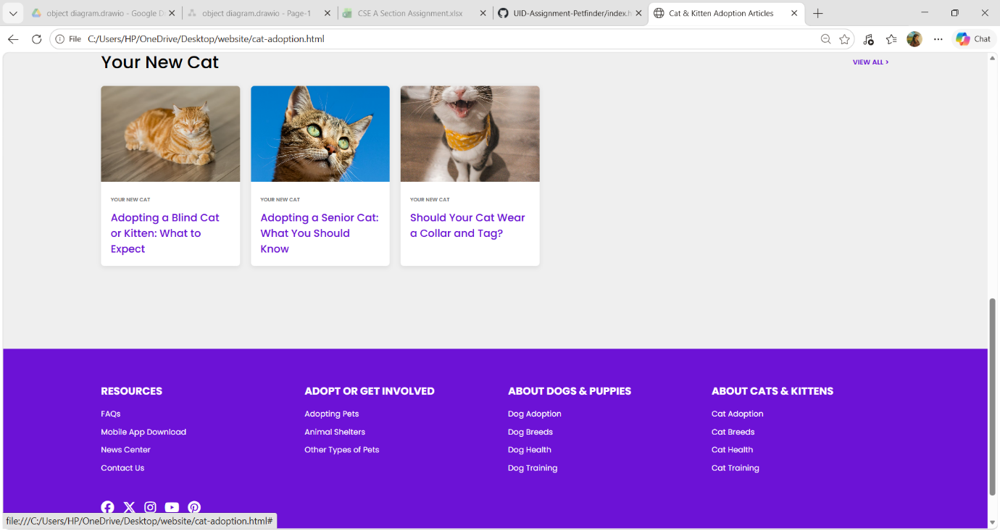 object diagram.drawio - Google D
object diagram.drawio - Page-1
CSE A Section Assignment.xlsx
UID-Assignment-Petfinder/index.h
Cat & Kitten Adoption Articles
File C:/Users/HP/OneDrive/Desktop/website/cat-adoption.html
Chat
Your New Cat
VIEW ALL >
YOUR NEW CAT
Adopting a Blind Cat
or Kitten: What to
Expect
YOUR NEW CAT
Adopting a Senior Cat:
What You Should
Know
YOUR NEW CAT
Should Your Cat Wear
a Collar and Tag?
RESOURCES
FAQs
Mobile App Download
News Center
Contact Us
ADOPT OR GET INVOLVED
Adopting Pets
Animal Shelters
Other Types of Pets
ABOUT DOGS & PUPPIES
Dog Adoption
Dog Breeds
Dog Health
Dog Training
ABOUT CATS & KITTENS
Cat Adoption
Cat Breeds
Cat Health
Cat Training
file:///C:/Users/HP/OneDrive/Desktop/website/cat-adoption.html#